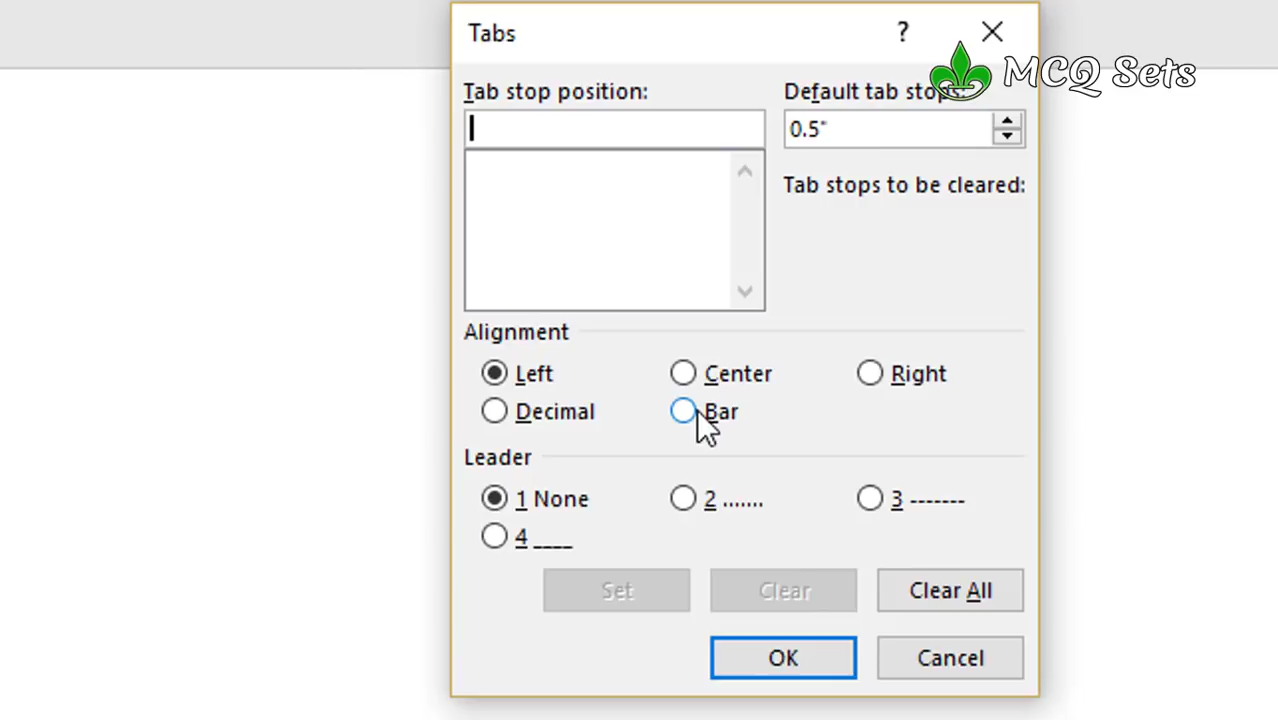 Tabs ?
MCQ Sets
Tab stop position: Default tab stops:
0.5"
Tab stops to be cleared:
Alignment
Left Center Right
Decimal Bar
Leader
1 None 2 ....... 3 -------
4 ____
Set Clear Clear All
OK Cancel